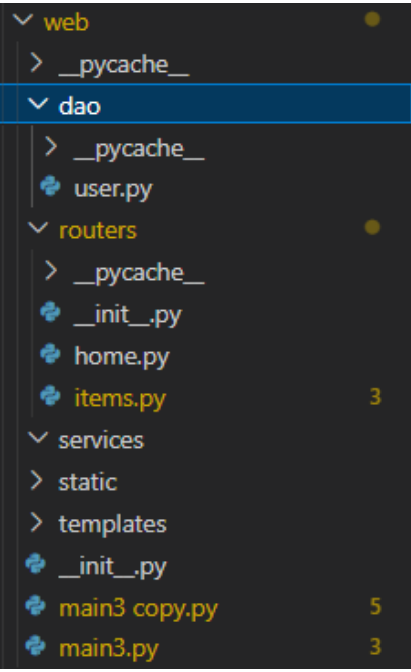 web
__pycache__
dao
__pycache__
user.py
routers
__pycache__
__init__.py
home.py
items.py 3
services
static
templates
__init__.py
main3 copy.py 5
main3.py 3